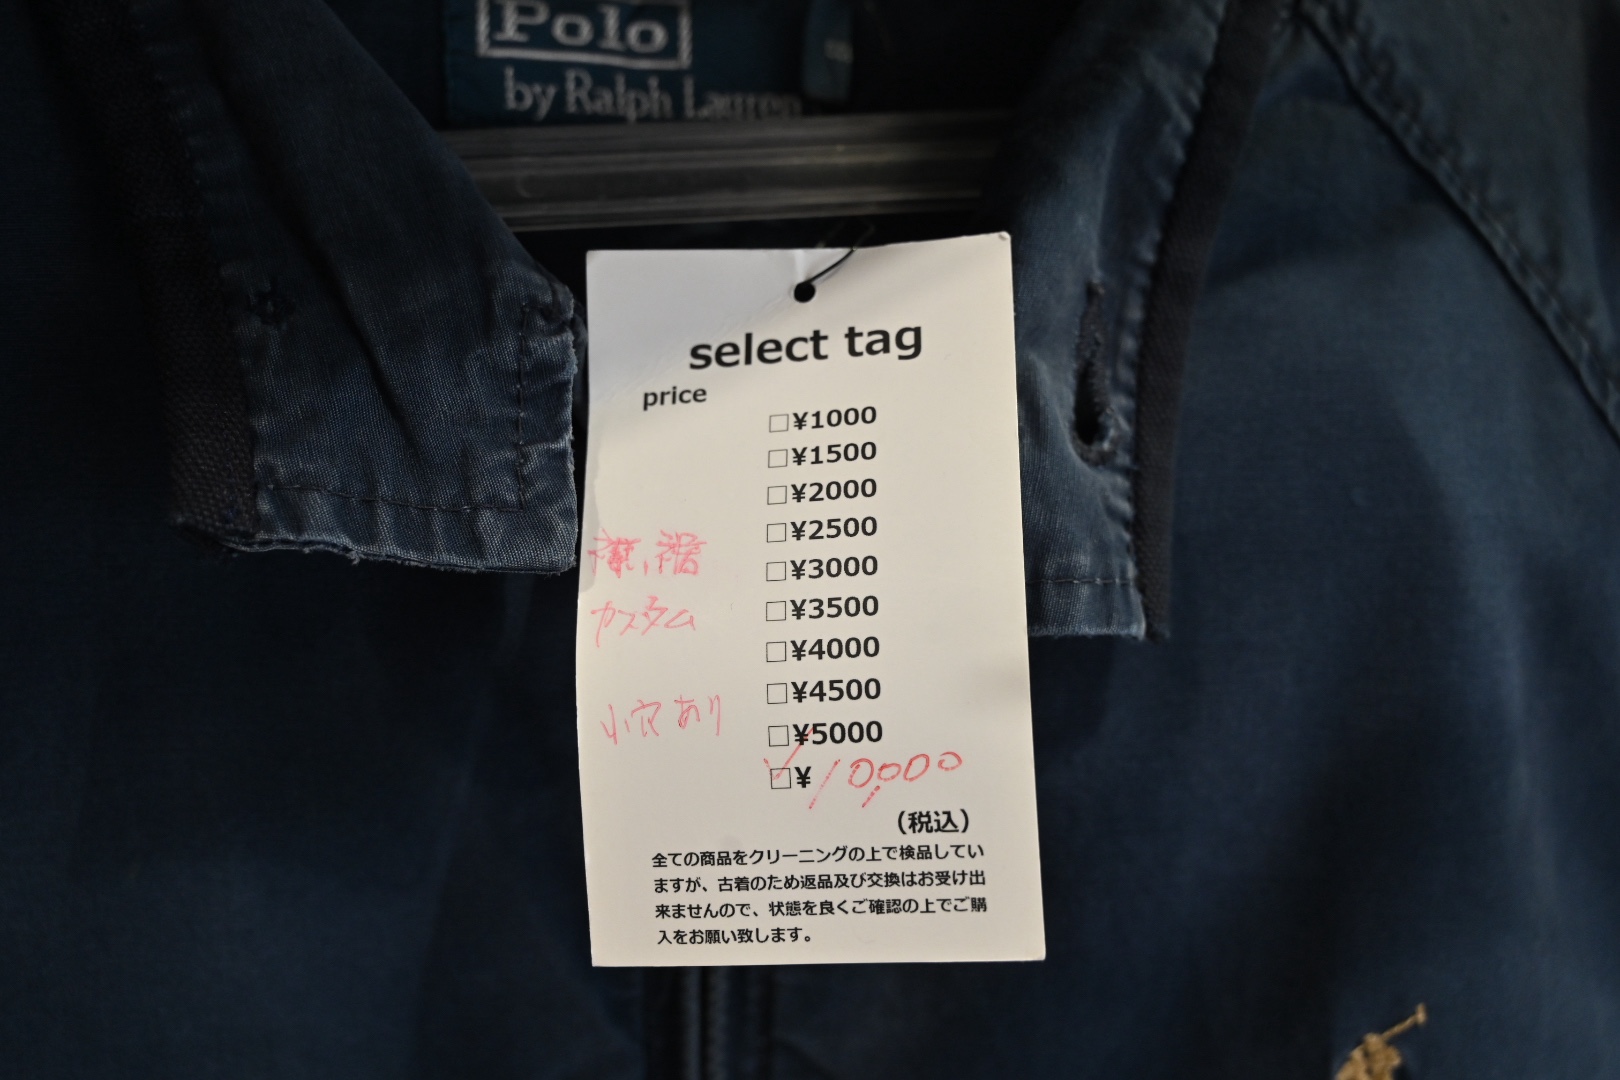 Polo
by Ralph Lauren
select tag
price
□¥1000
□¥1500
□¥2000
□¥2500
□¥3000
襟、裾
□¥3500
カスタム
□¥4000
□¥4500
小穴あり
□¥5000
□¥10,000
（税込）
全ての商品をクリーニングの上で検品してい
ますが、古着のため返品及び交換はお受け出
来ませんので、状態を良くご確認の上でご購
入をお願い致します。